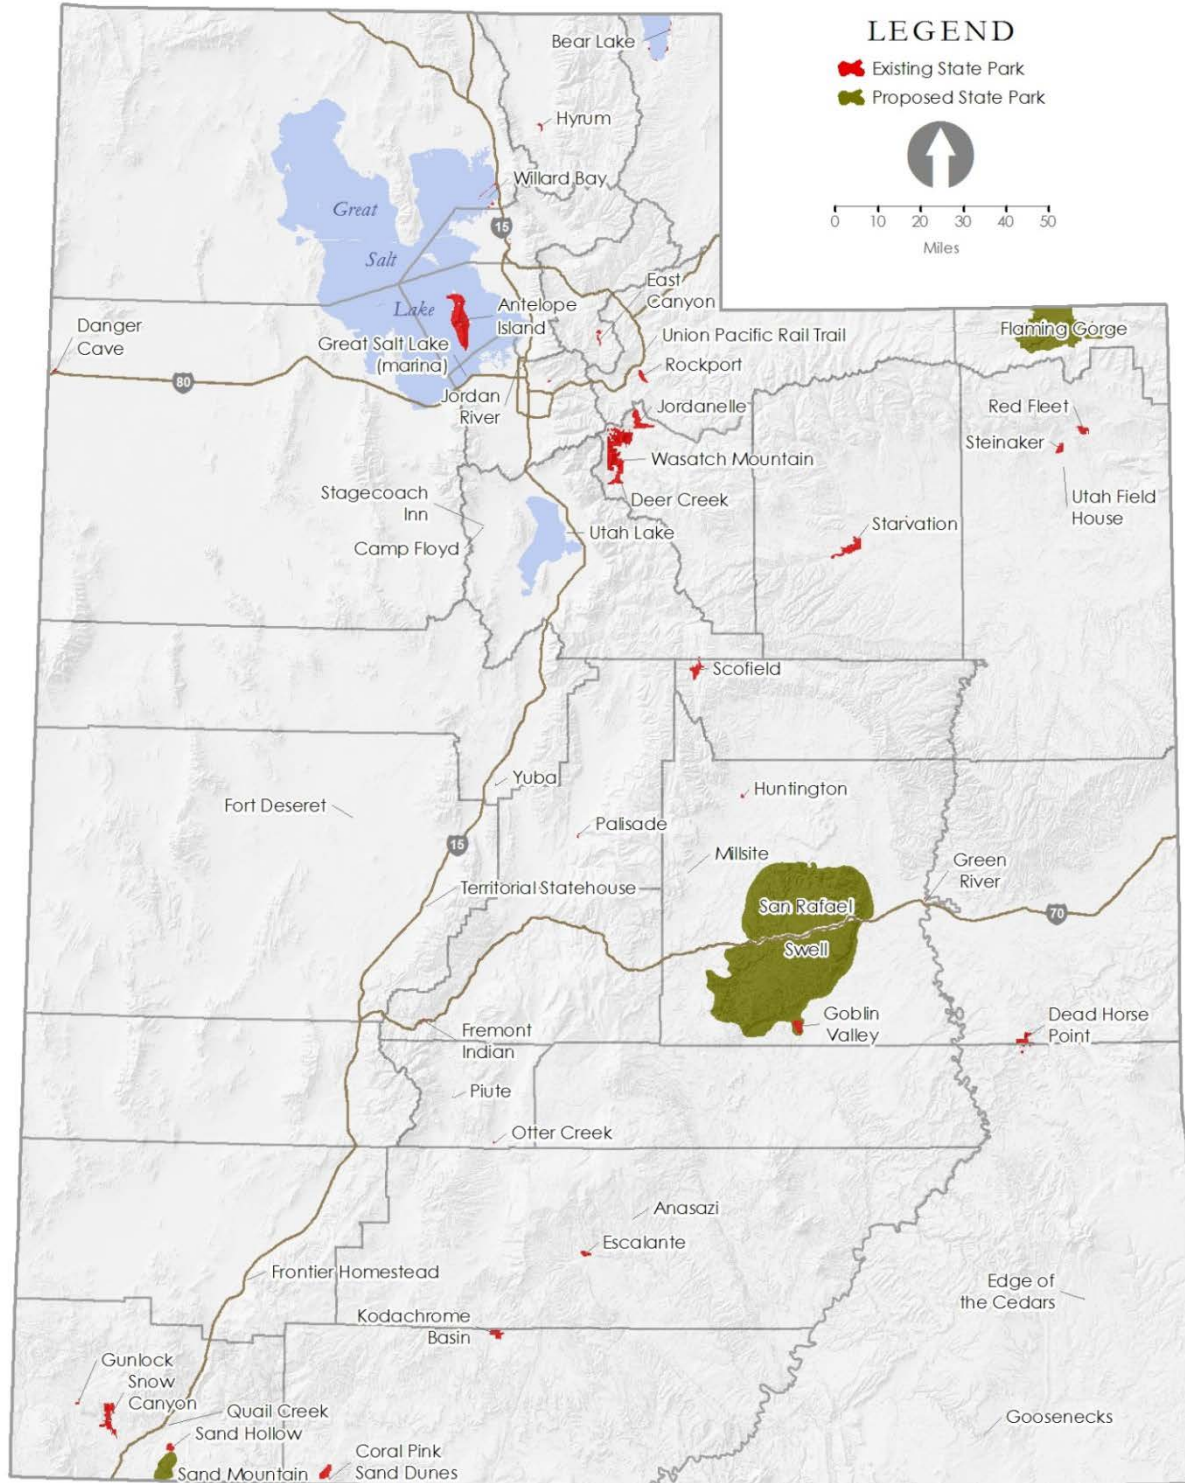 LEGEND
Existing State Park
Proposed State Park
0 10 20 30 40 50
Miles
Bear Lake
Hyrum
Willard Bay
Great
Salt
Lake
15
East
Canyon
Antelope
Island
Danger
Cave
Great Salt Lake
(marina)
Union Pacific Rail Trail
Flaming Gorge
Rockport
80
Jordan
River
Jordanelle
Red Fleet
Steinaker
Wasatch Mountain
Stagecoach
Inn
Deer Creek
Utah Field
House
Camp Floyd
Utah Lake
Starvation
Scofield
Yuba
Huntington
Fort Deseret
Palisade
15
Millsite
Green
River
Territorial Statehouse
San Rafael
Swell
70
Goblin
Valley
Dead Horse
Point
Fremont
Indian
Piute
Otter Creek
Anasazi
Escalante
Frontier Homestead
Edge of
the Cedars
Kodachrome
Basin
Gunlock
Snow
Canyon
Quail Creek
Sand Hollow
Goosenecks
Sand Mountain
Coral Pink
Sand Dunes